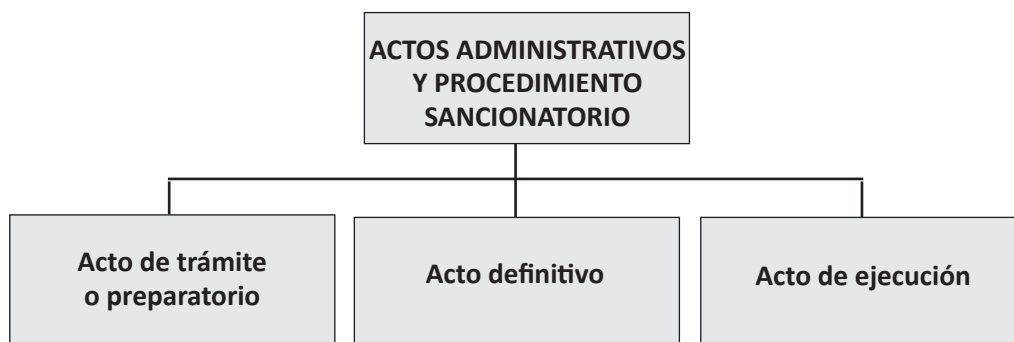 ACTOS ADMINISTRATIVOS
Y PROCEDIMIENTO
SANCIONATORIO
Acto de trámite
o preparatorio
Acto definitivo
Acto de ejecución